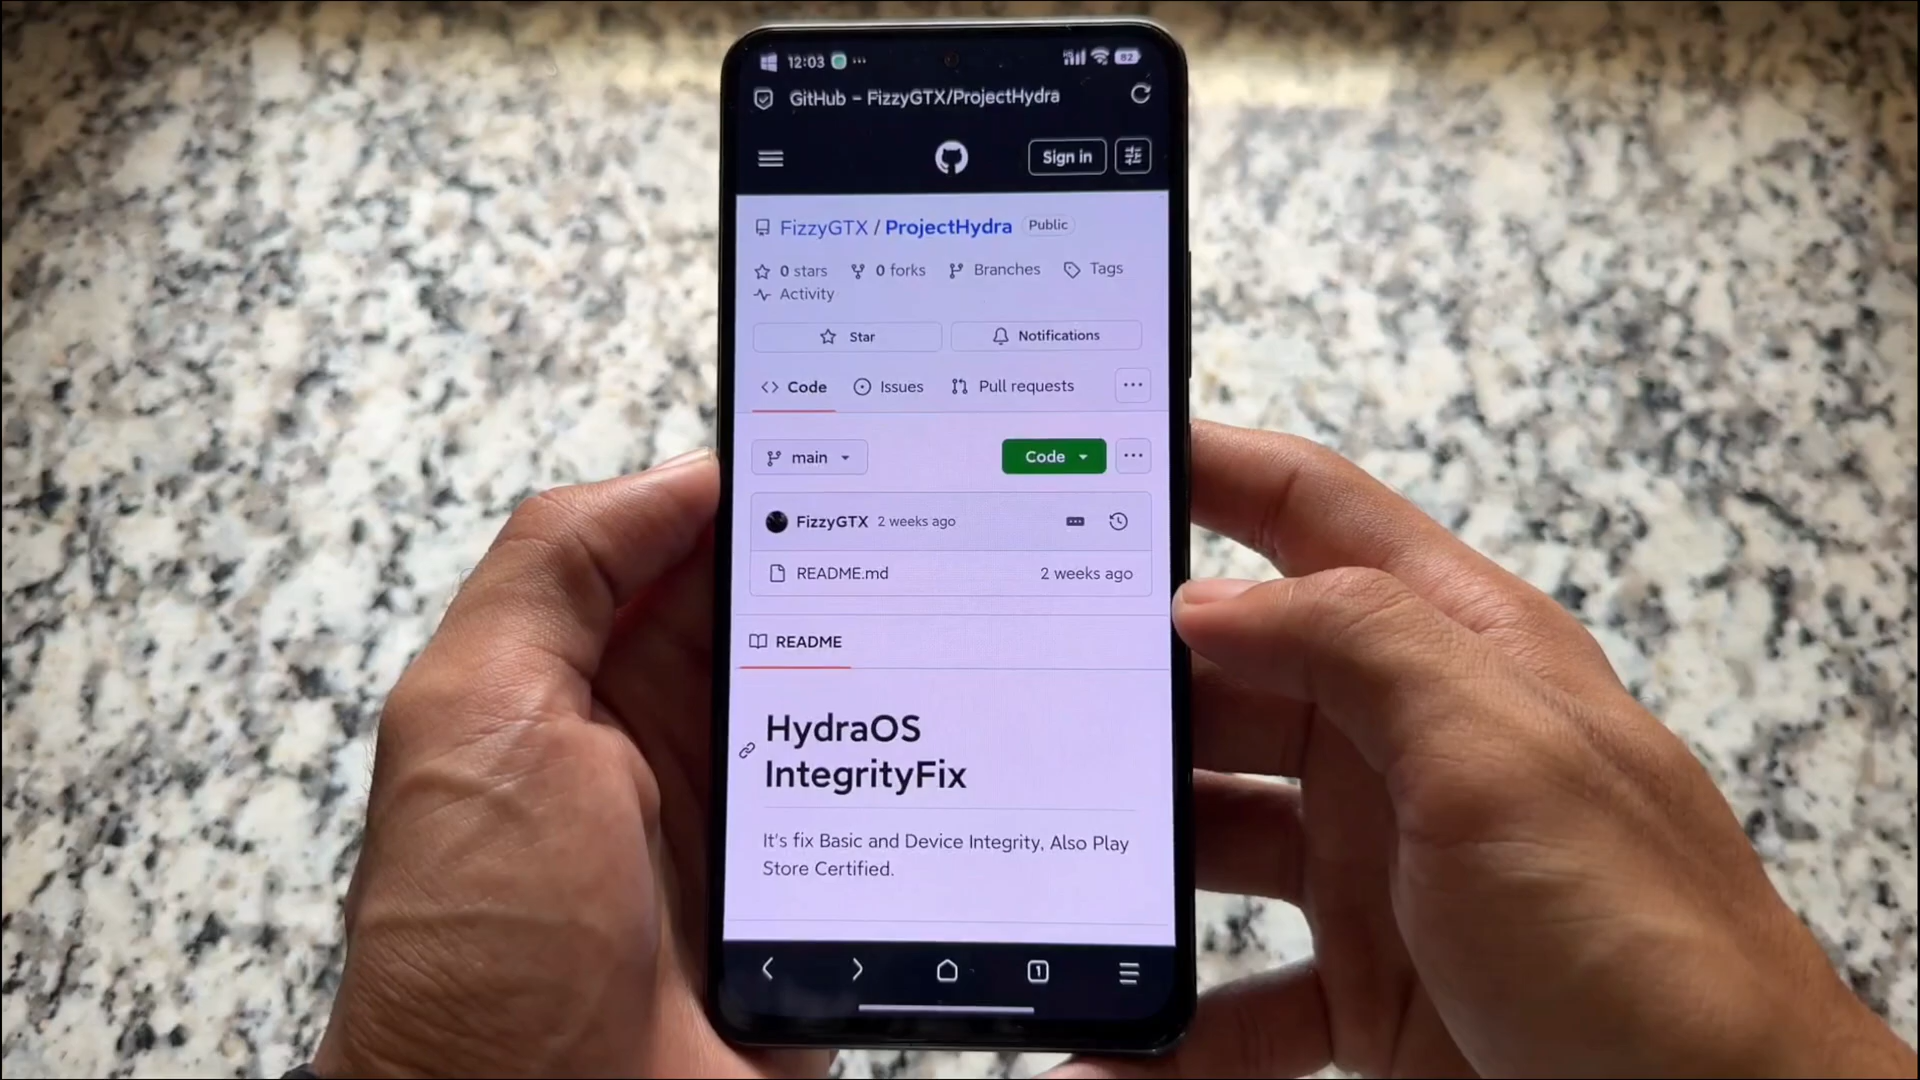 12:03 ··· 82
GitHub – FizzyGTX/ProjectHydra
Sign in
FizzyGTX / ProjectHydra Public
0 stars 0 forks Branches Tags
Activity
Star Notifications
Code Issues Pull requests ···
main Code ···
FizzyGTX 2 weeks ago
README.md 2 weeks ago
README
HydraOS
IntegrityFix
It's fix Basic and Device Integrity, Also Play
Store Certified.
1